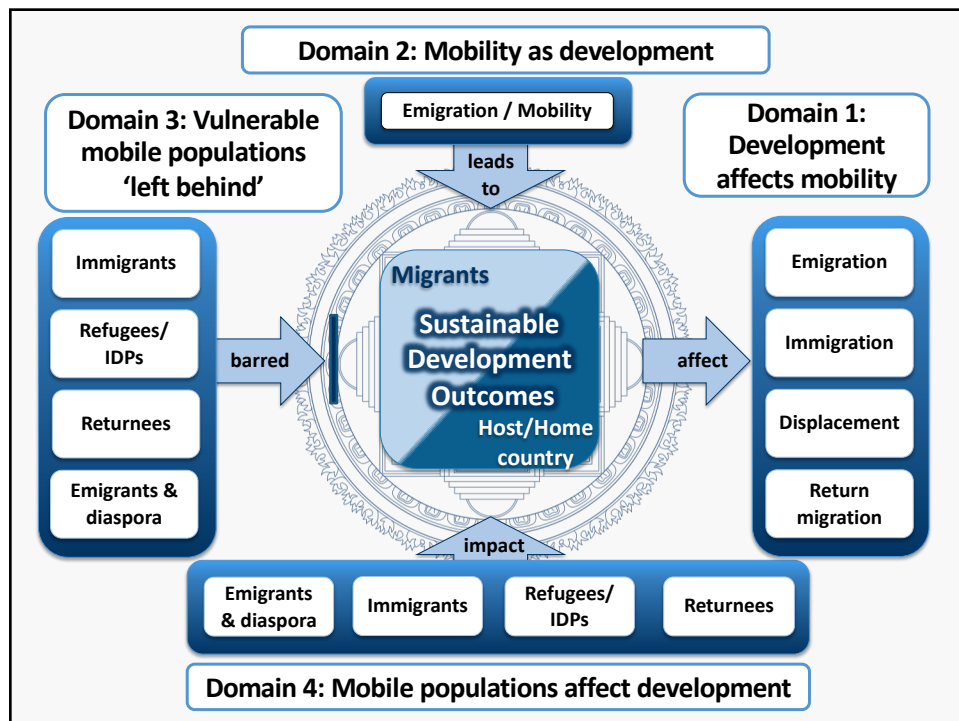 Domain 2: Mobility as development
Emigration / Mobility
leads
to
Domain 3: Vulnerable
mobile populations
‘left behind’
Immigrants
Refugees/
IDPs
Returnees
Emigrants &
diaspora
barred
Migrants
Sustainable
Development
Outcomes
Host/Home
country
affect
Domain 1:
Development
affects mobility
Emigration
Immigration
Displacement
Return
migration
impact
Emigrants
& diaspora
Immigrants
Refugees/
IDPs
Returnees
Domain 4: Mobile populations affect development